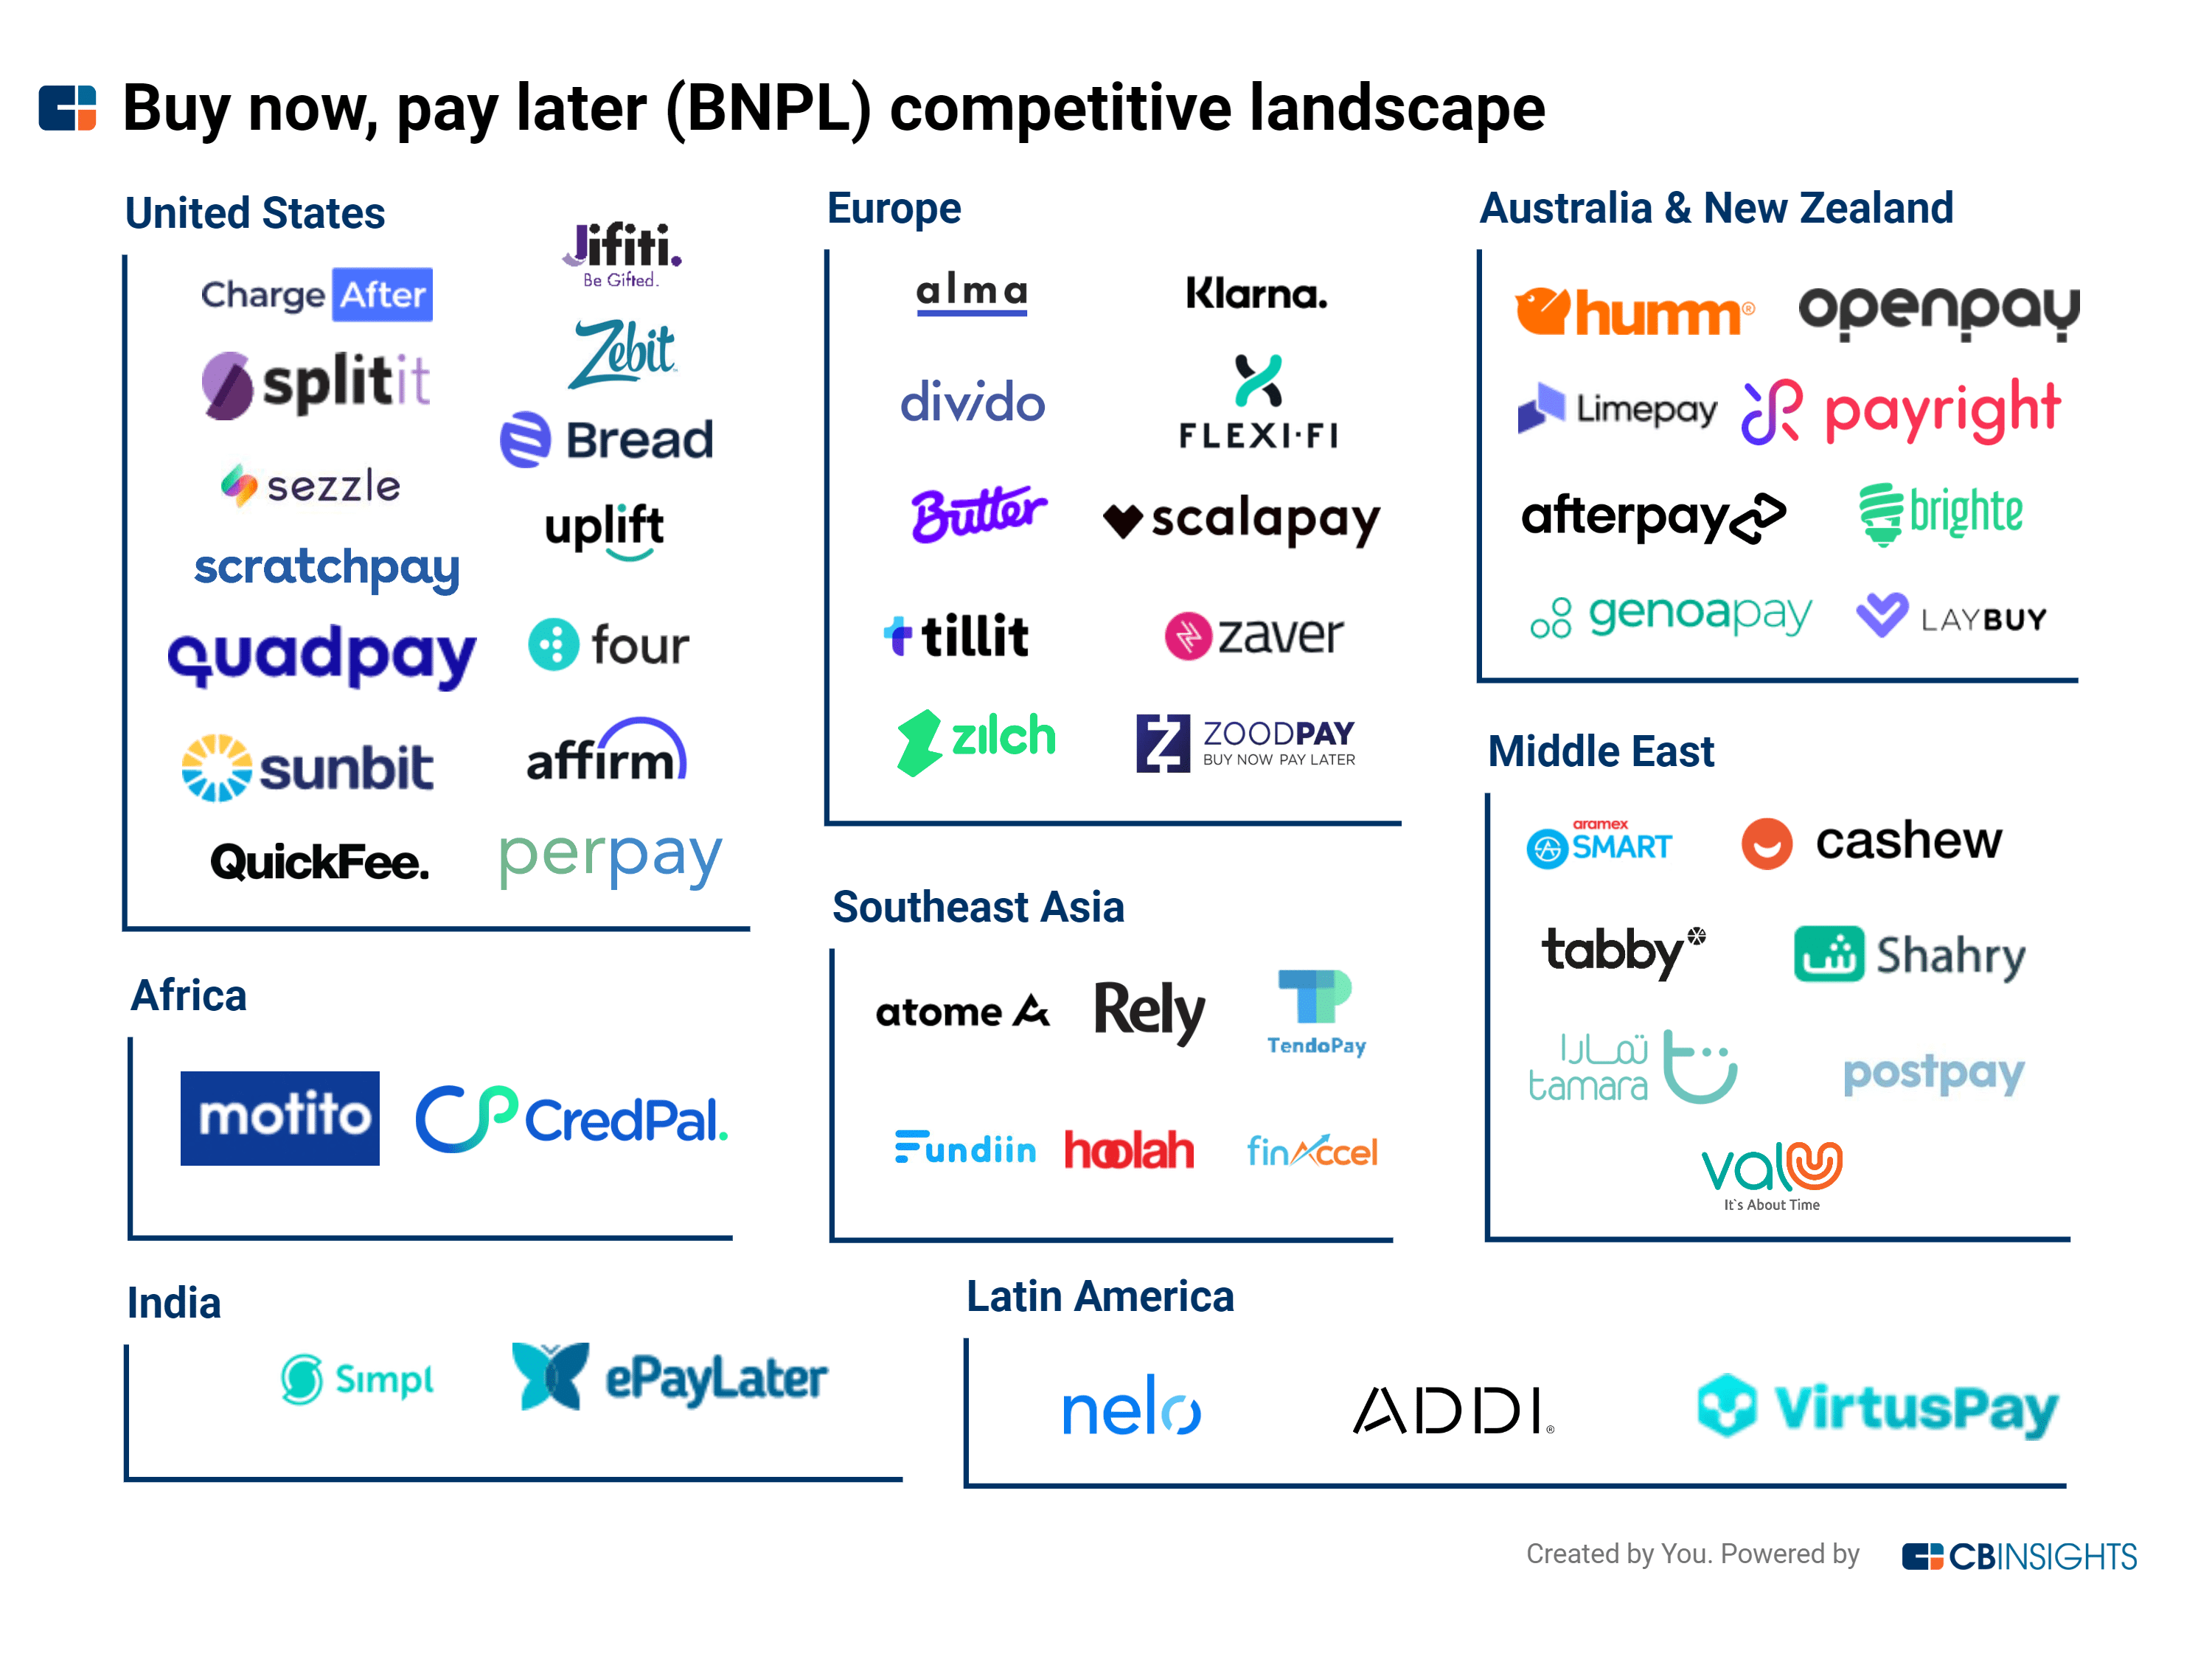 Buy now, pay later (BNPL) competitive landscape
United States
Charge After
Jifiti.
Be Gifted.
splitit
Zebit
sezzle
Bread
scratchpay
uplift
quadpay
four
sunbit
affirm
QuickFee.
perpay
Europe
alma
Klarna.
divido
FLEXI·FI
Butter
scalapay
tillit
zaver
zilch
ZOODPAY
BUY NOW PAY LATER
Australia & New Zealand
humm®
openpay
Limepay
payright
afterpay
brighte
genoapay
LAYBUY
Middle East
aramex
SMART
cashew
tabby
شـ Shahry
تمارا
tamara
postpay
valU
It's About Time
Africa
motito
CredPal.
Southeast Asia
atome
Rely
TendoPay
Fundiin
hoolah
finAccel
India
Simpl
ePayLater
Latin America
nelo
ADDI®
VirtusPay
Created by You. Powered by
CBINSIGHTS